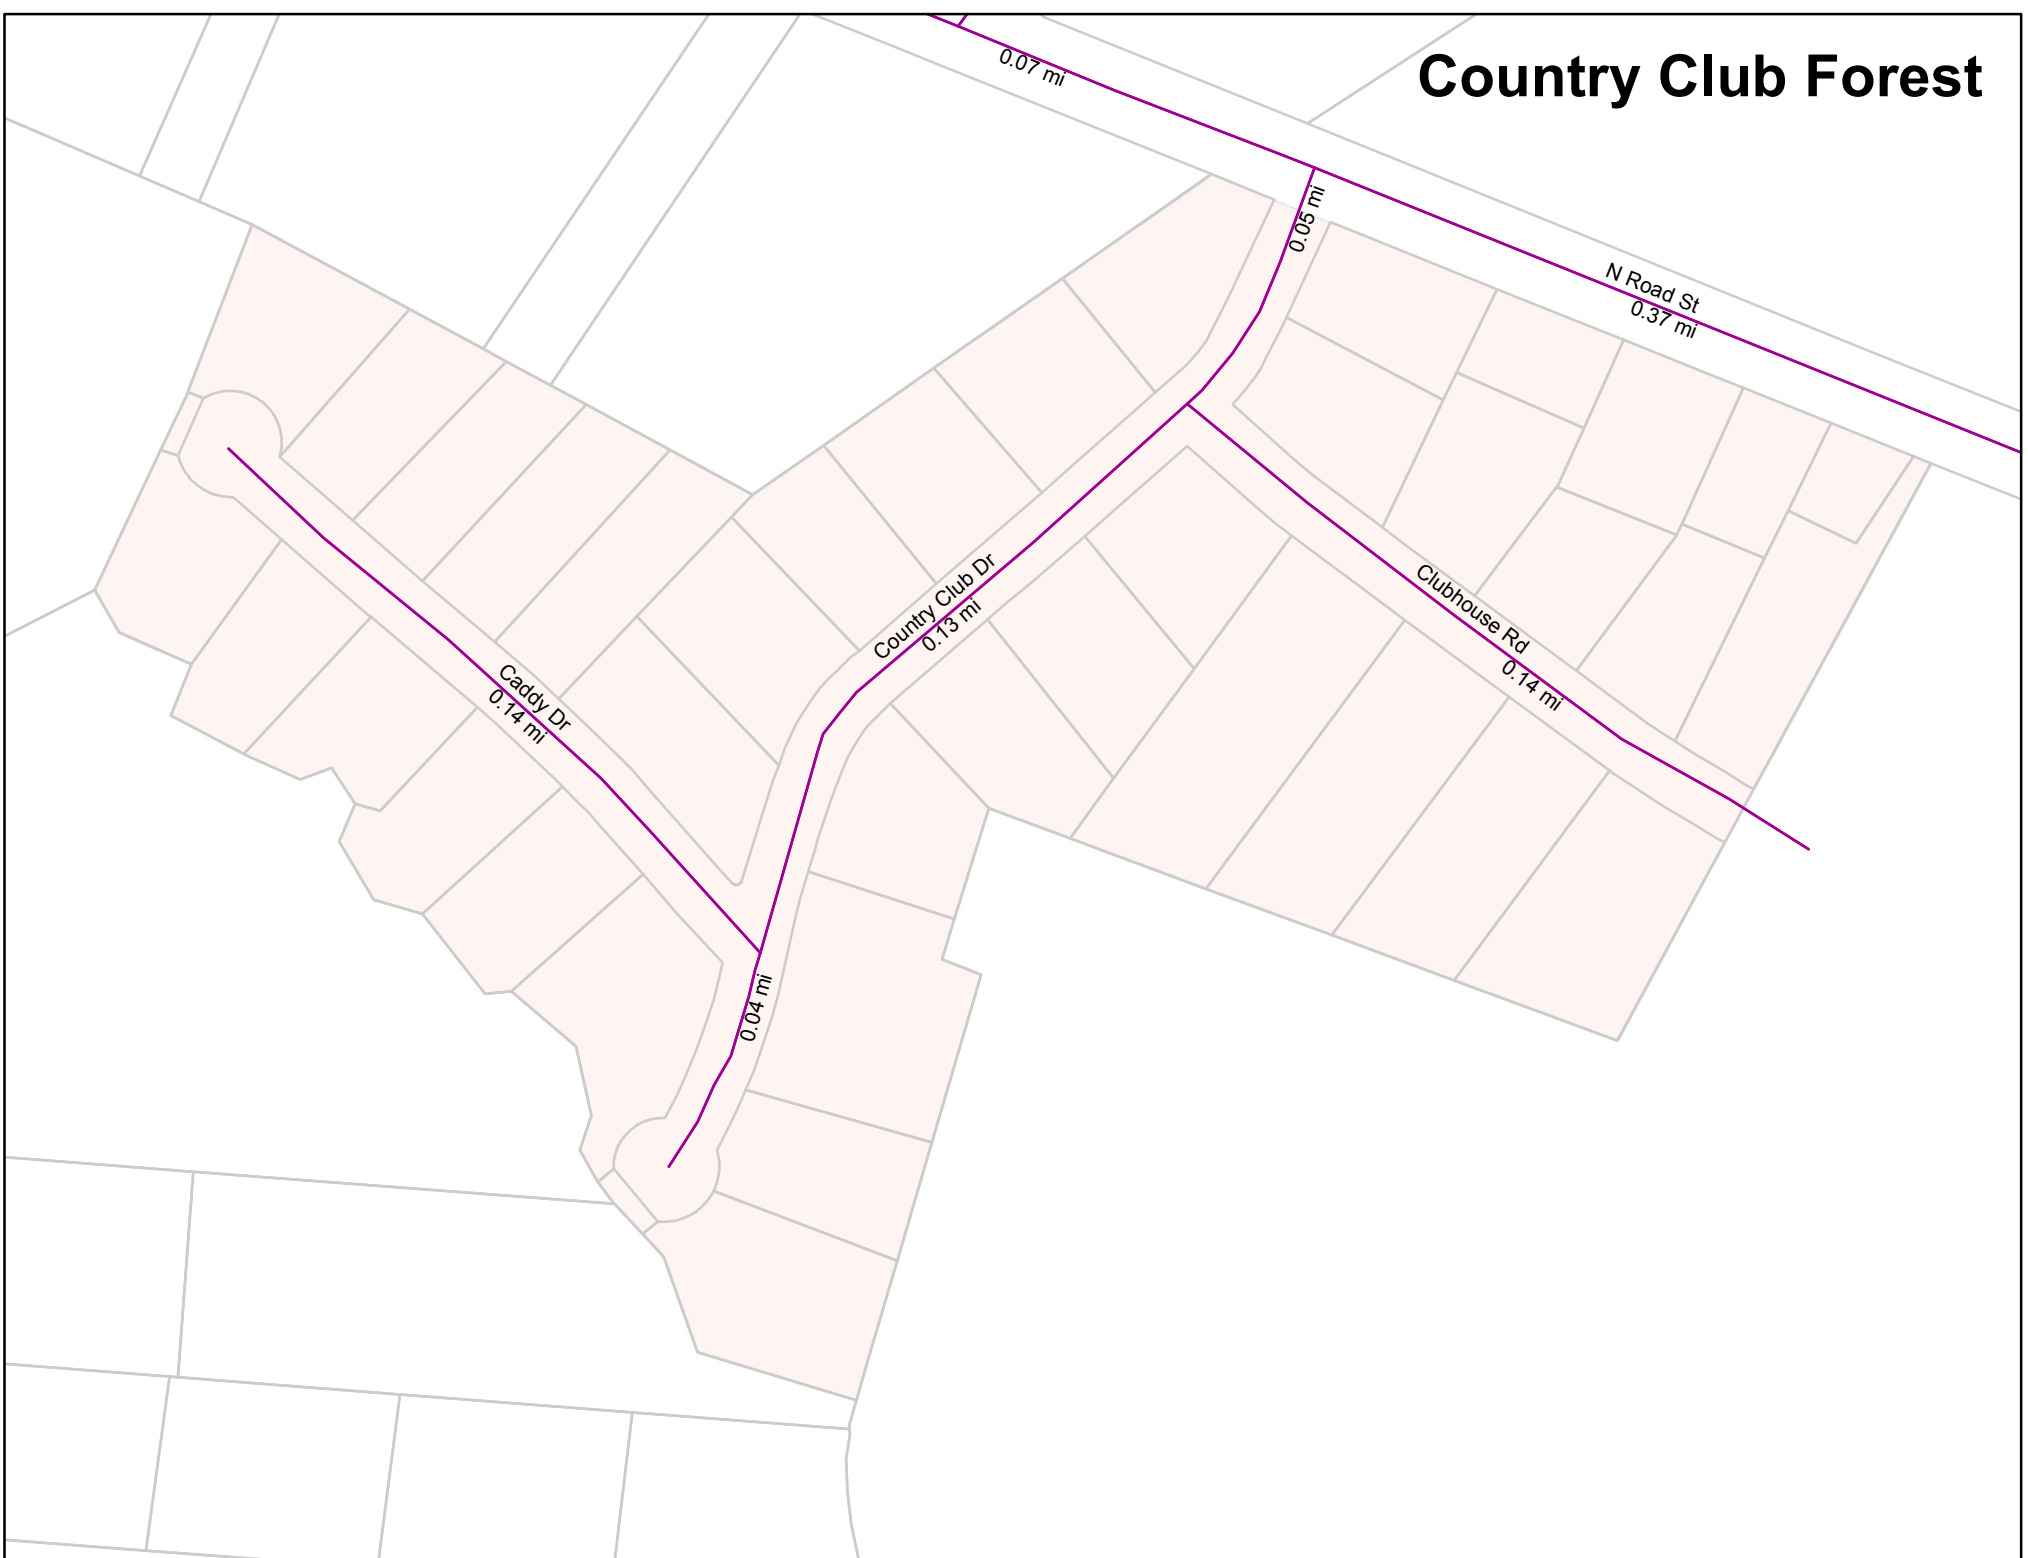 Country Club Forest
0.07 mi
0.05 mi
N Road St
0.37 mi
Country Club Dr
0.13 mi
Clubhouse Rd
0.14 mi
Caddy Dr
0.14 mi
0.04 mi